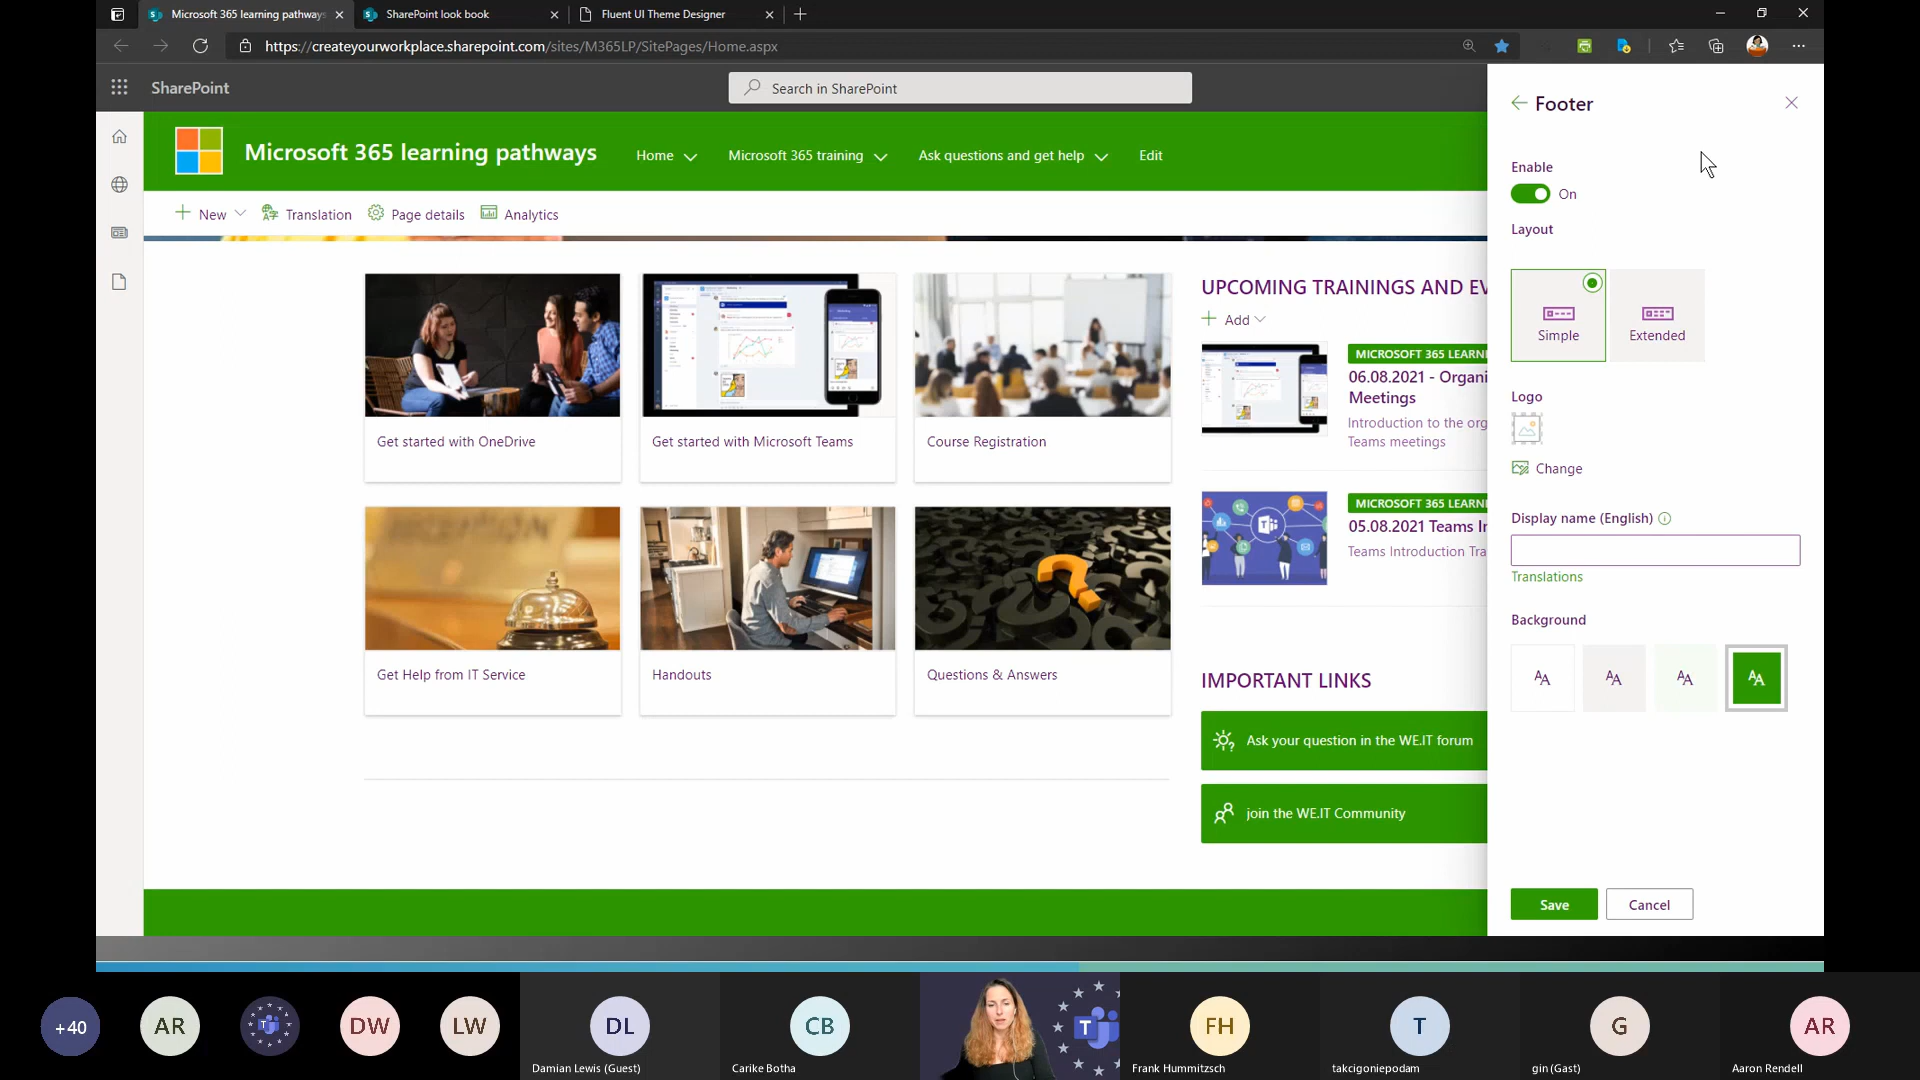 Microsoft 365 learning pathways
SharePoint look book
Fluent UI Theme Designer
https://createyourworkplace.sharepoint.com/sites/M365LP/SitePages/Home.aspx
SharePoint
Search in SharePoint
Microsoft 365 learning pathways
Home
Microsoft 365 training
Ask questions and get help
Edit
New
Translation
Page details
Analytics
Get started with OneDrive
Get started with Microsoft Teams
Course Registration
Get Help from IT Service
Handouts
Questions & Answers
UPCOMING TRAININGS AND EV
Add
MICROSOFT 365 LEARNI
06.08.2021 - Organi
Meetings
Introduction to the org
Teams meetings
MICROSOFT 365 LEARNI
05.08.2021 Teams In
Teams Introduction Tra
IMPORTANT LINKS
Ask your question in the WE.IT forum
join the WE.IT Community
Footer
Enable
On
Layout
Simple
Extended
Logo
Change
Display name (English)
Translations
Background
Save
Cancel
+40
AR
DW
LW
DL
Damian Lewis (Guest)
CB
Carike Botha
FH
Frank Hummitzsch
T
takcigoniepodam
G
gin (Gast)
AR
Aaron Rendell